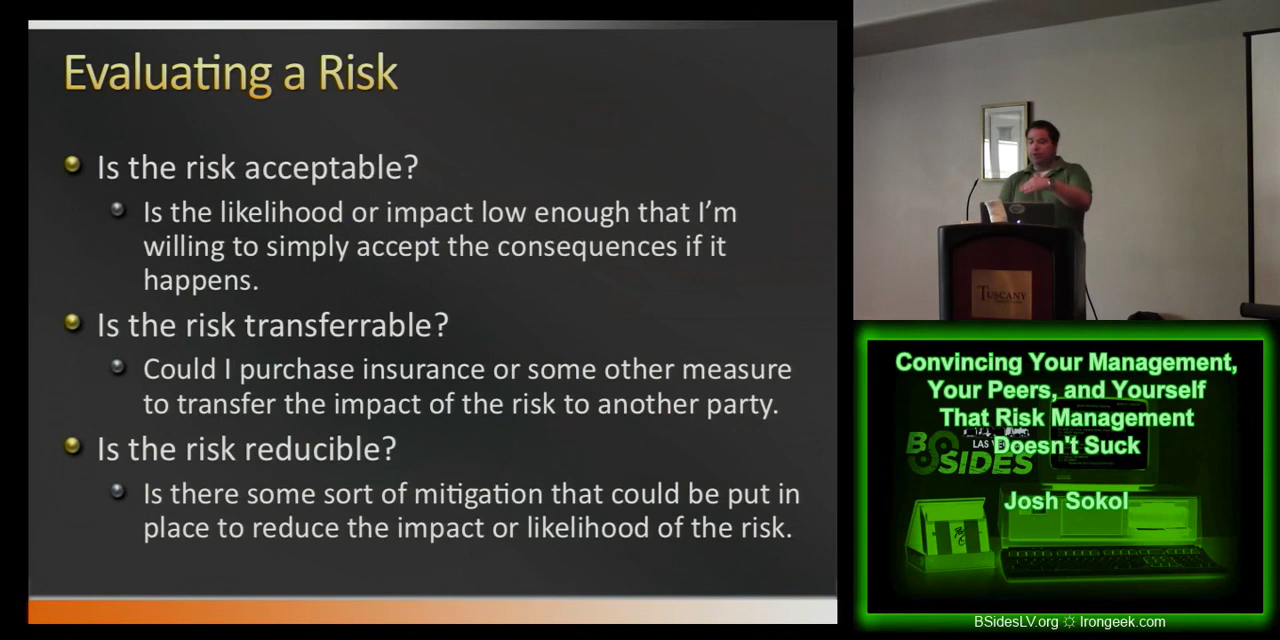 Evaluating a Risk
Is the risk acceptable?
Is the likelihood or impact low enough that I’m
willing to simply accept the consequences if it
happens.
Is the risk transferrable?
Could I purchase insurance or some other measure
to transfer the impact of the risk to another party.
Is the risk reducible?
Is there some sort of mitigation that could be put in
place to reduce the impact or likelihood of the risk.
TUSCANY
Convincing Your Management,
Your Peers, and Yourself
That Risk Management
Doesn't Suck
BSIDES
LAS
Josh Sokol
BSidesLV.org ☼ Irongeek.com